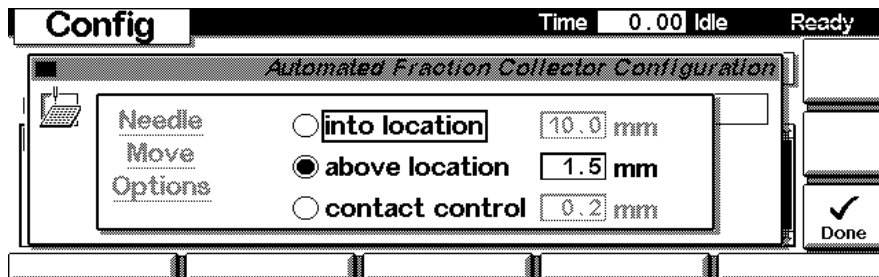 Config Time 0.00 Idle Ready
Automated Fraction Collector Configuration
Needle
Move
Options
into location 10.0 mm
above location 1.5 mm
contact control 0.2 mm
Done